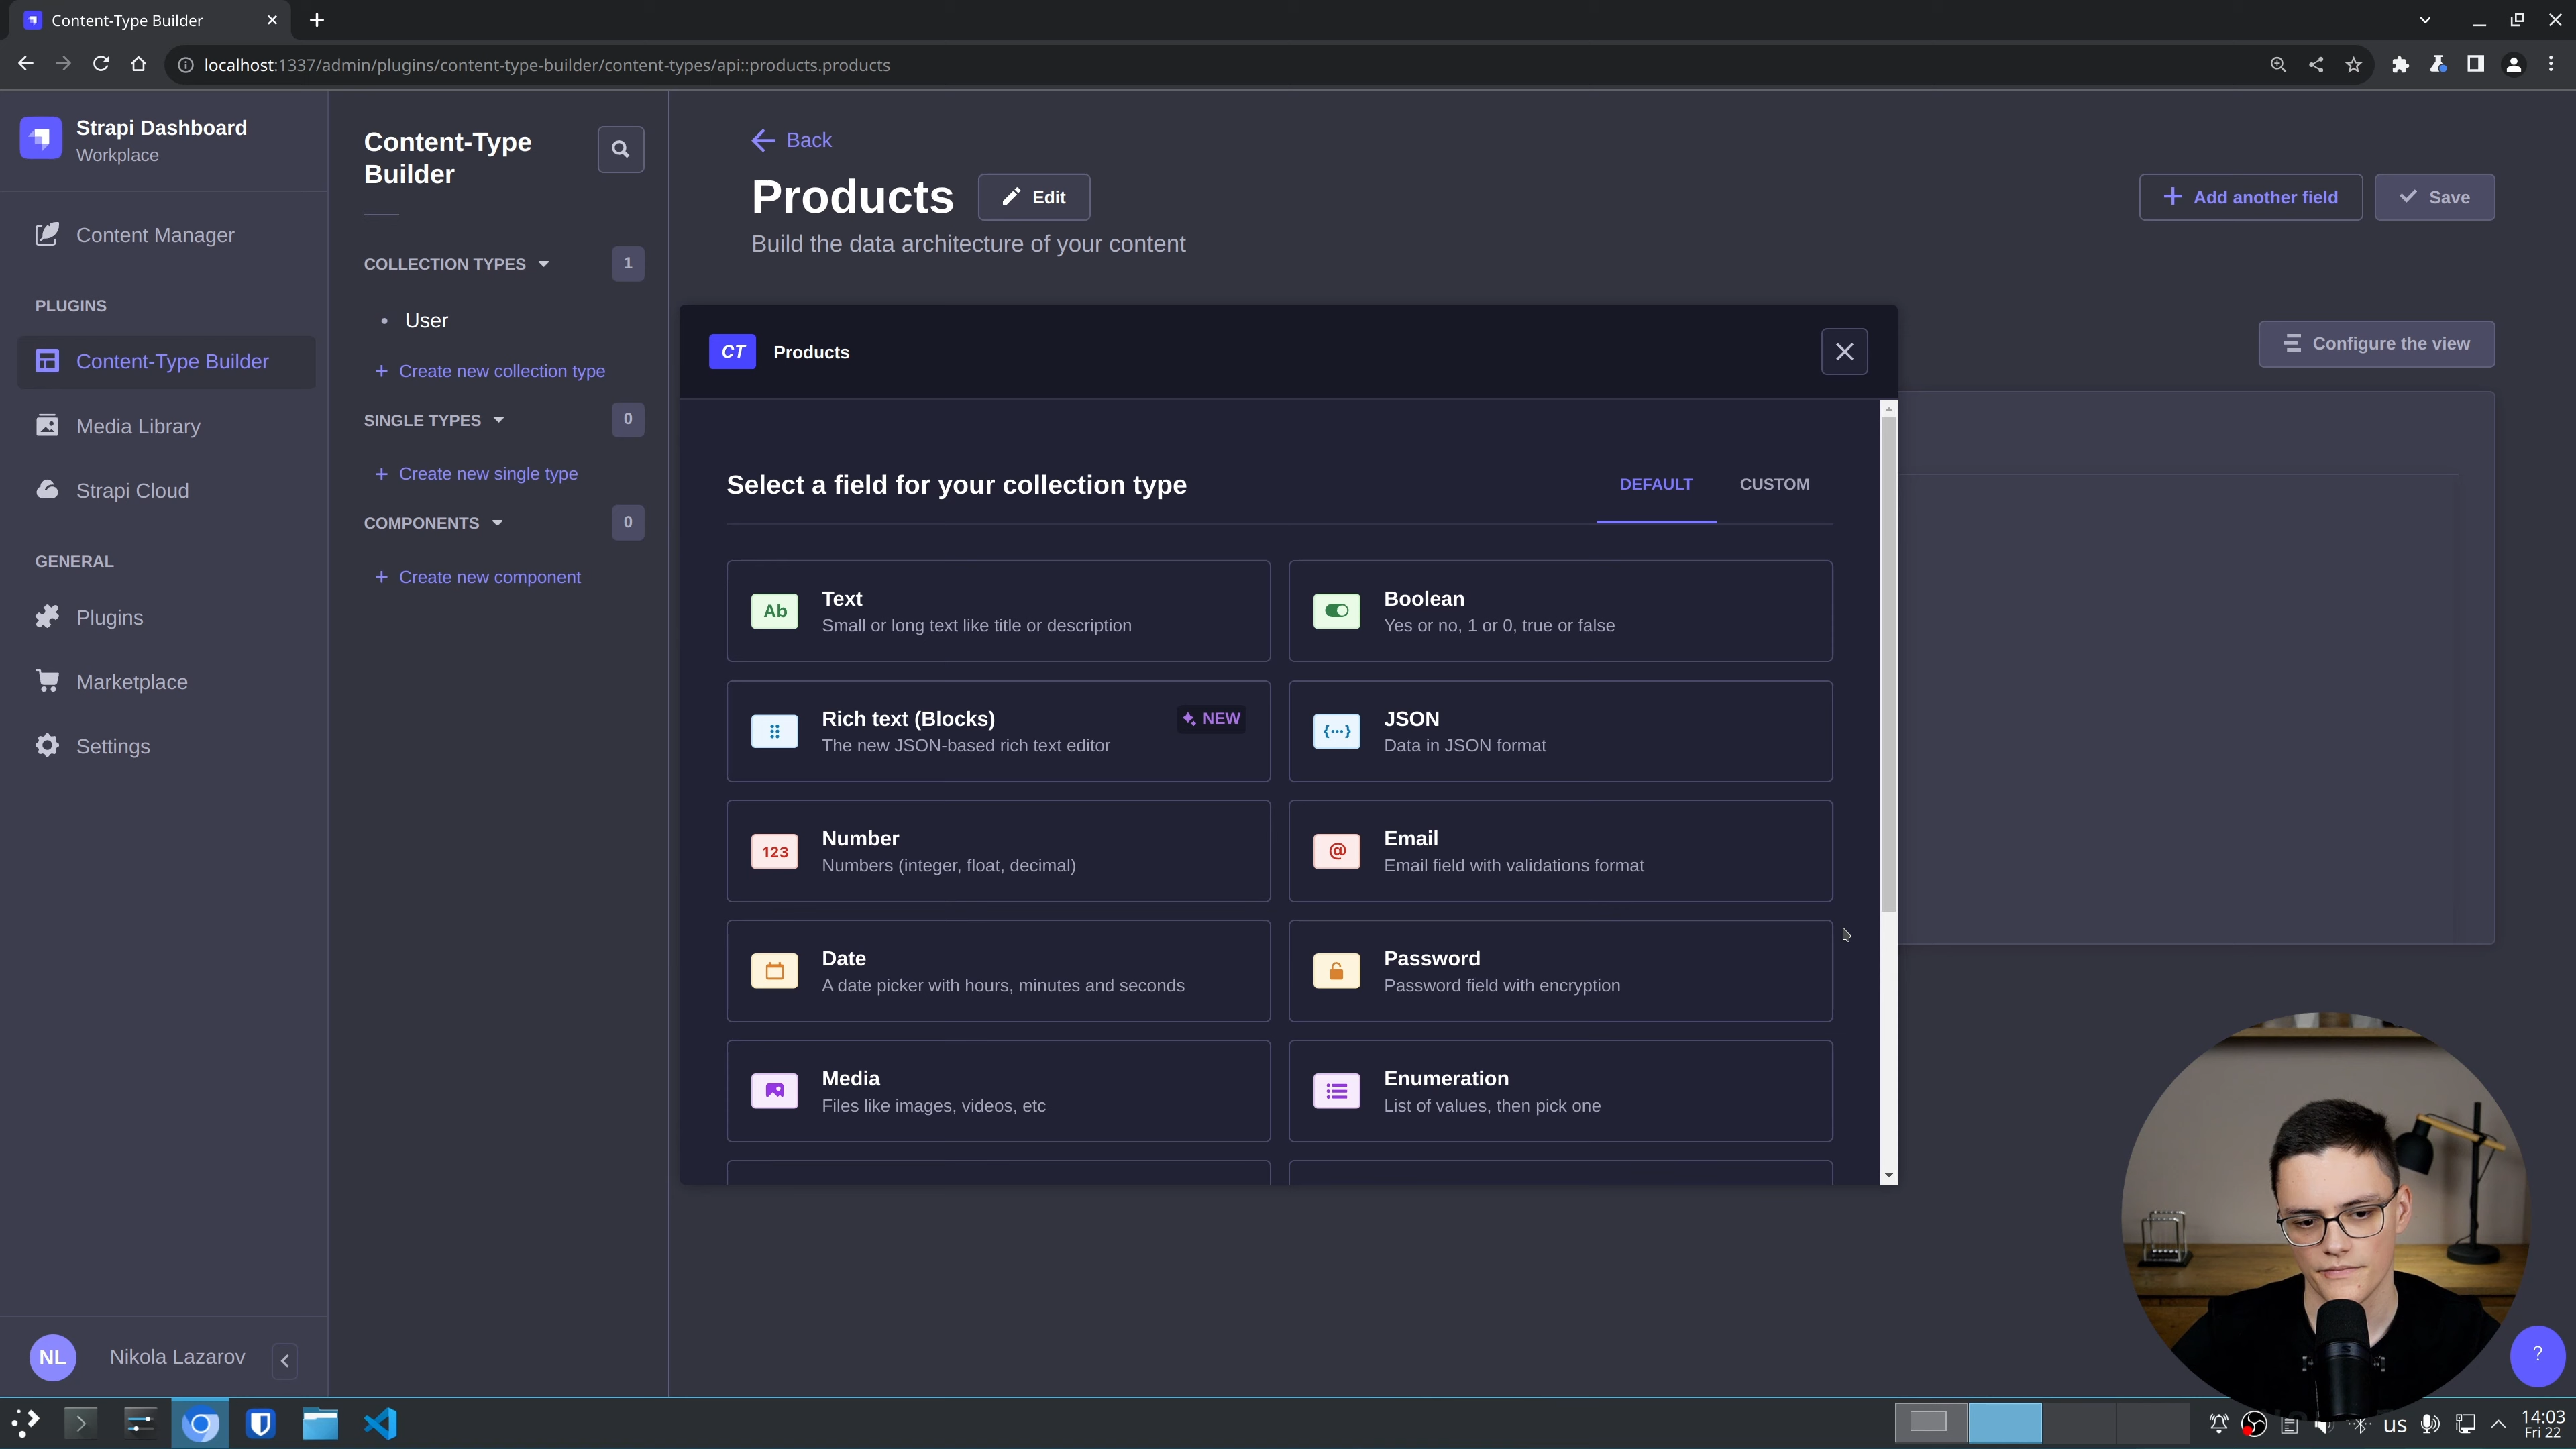 Content-Type Builder
localhost:1337/admin/plugins/content-type-builder/content-types/api::products.products
Strapi Dashboard
Workplace
Content Manager
PLUGINS
Content-Type Builder
Media Library
Strapi Cloud
GENERAL
Plugins
Marketplace
Settings
NL
Nikola Lazarov
Content-Type
Builder
COLLECTION TYPES
1
User
+ Create new collection type
SINGLE TYPES
0
+ Create new single type
COMPONENTS
0
+ Create new component
Back
Products
Edit
Build the data architecture of your content
Add another field
Save
Configure the view
CT
Products
Select a field for your collection type
DEFAULT
CUSTOM
Ab
Text
Small or long text like title or description
Boolean
Yes or no, 1 or 0, true or false
Rich text (Blocks)
NEW
The new JSON-based rich text editor
{...}
JSON
Data in JSON format
123
Number
Numbers (integer, float, decimal)
@
Email
Email field with validations format
Date
A date picker with hours, minutes and seconds
Password
Password field with encryption
Media
Files like images, videos, etc
Enumeration
List of values, then pick one
?
us
14:03
Fri 22